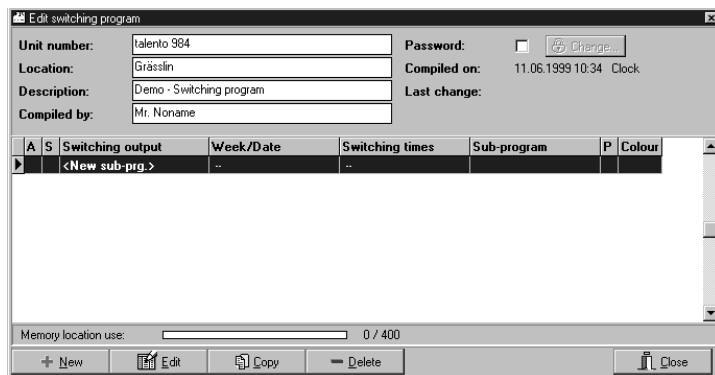 Edit switching program
Unit number: talento 984 Password: Change...
Location: Grässlin Compiled on: 11.06.1999 10:34 Clock
Description: Demo - Switching program Last change:
Compiled by: Mr. Noname
A S Switching output Week/Date Switching times Sub-program P Colour
<New sub-prg.> -- --
Memory location use: 0 / 400
New Edit Copy Delete Close